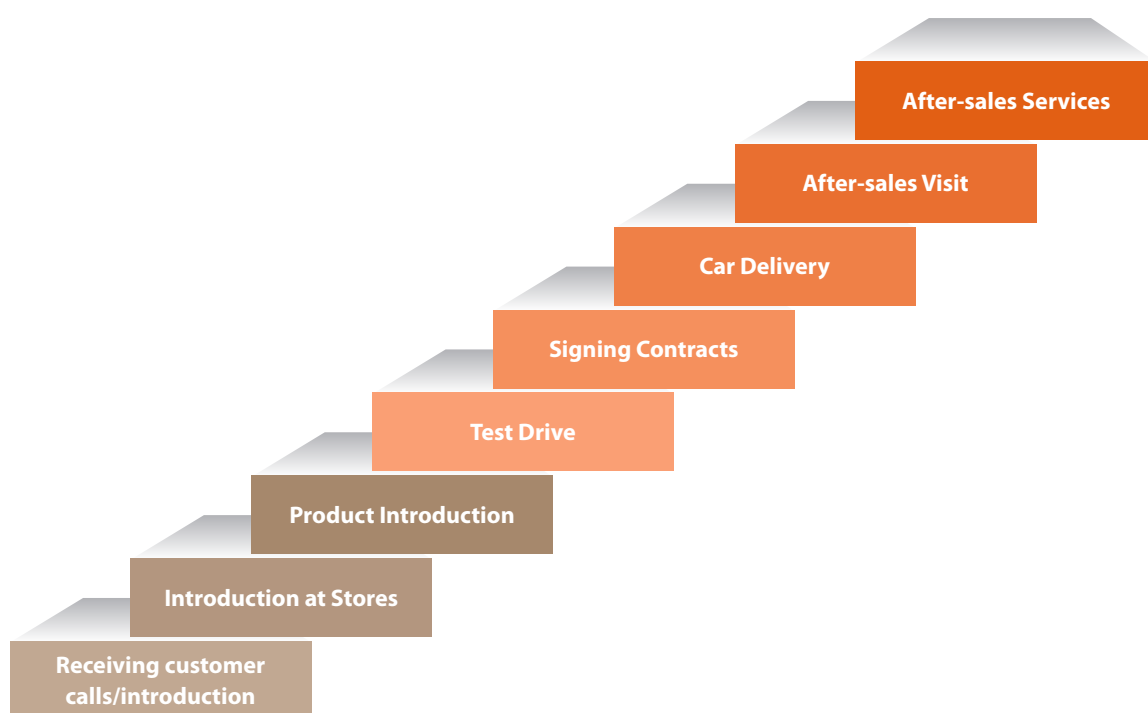 After-sales Services
After-sales Visit
Car Delivery
Signing Contracts
Test Drive
Product Introduction
Introduction at Stores
Receiving customer
calls/introduction